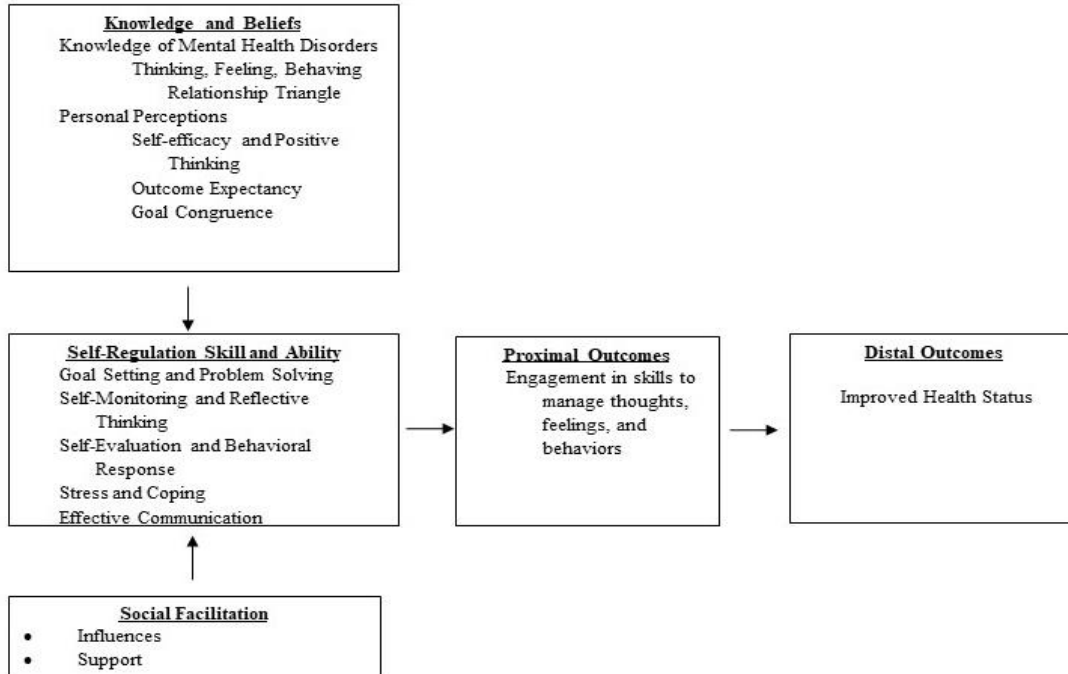 Knowledge and Beliefs
Knowledge of Mental Health Disorders
Thinking, Feeling, Behaving
Relationship Triangle
Personal Perceptions
Self-efficacy and Positive
Thinking
Outcome Expectancy
Goal Congruence
Self-Regulation Skill and Ability
Goal Setting and Problem Solving
Self-Monitoring and Reflective
Thinking
Self-Evaluation and Behavioral
Response
Stress and Coping
Effective Communication
Proximal Outcomes
Engagement in skills to
manage thoughts,
feelings, and
behaviors
Distal Outcomes
Improved Health Status
Social Facilitation
• Influences
• Support